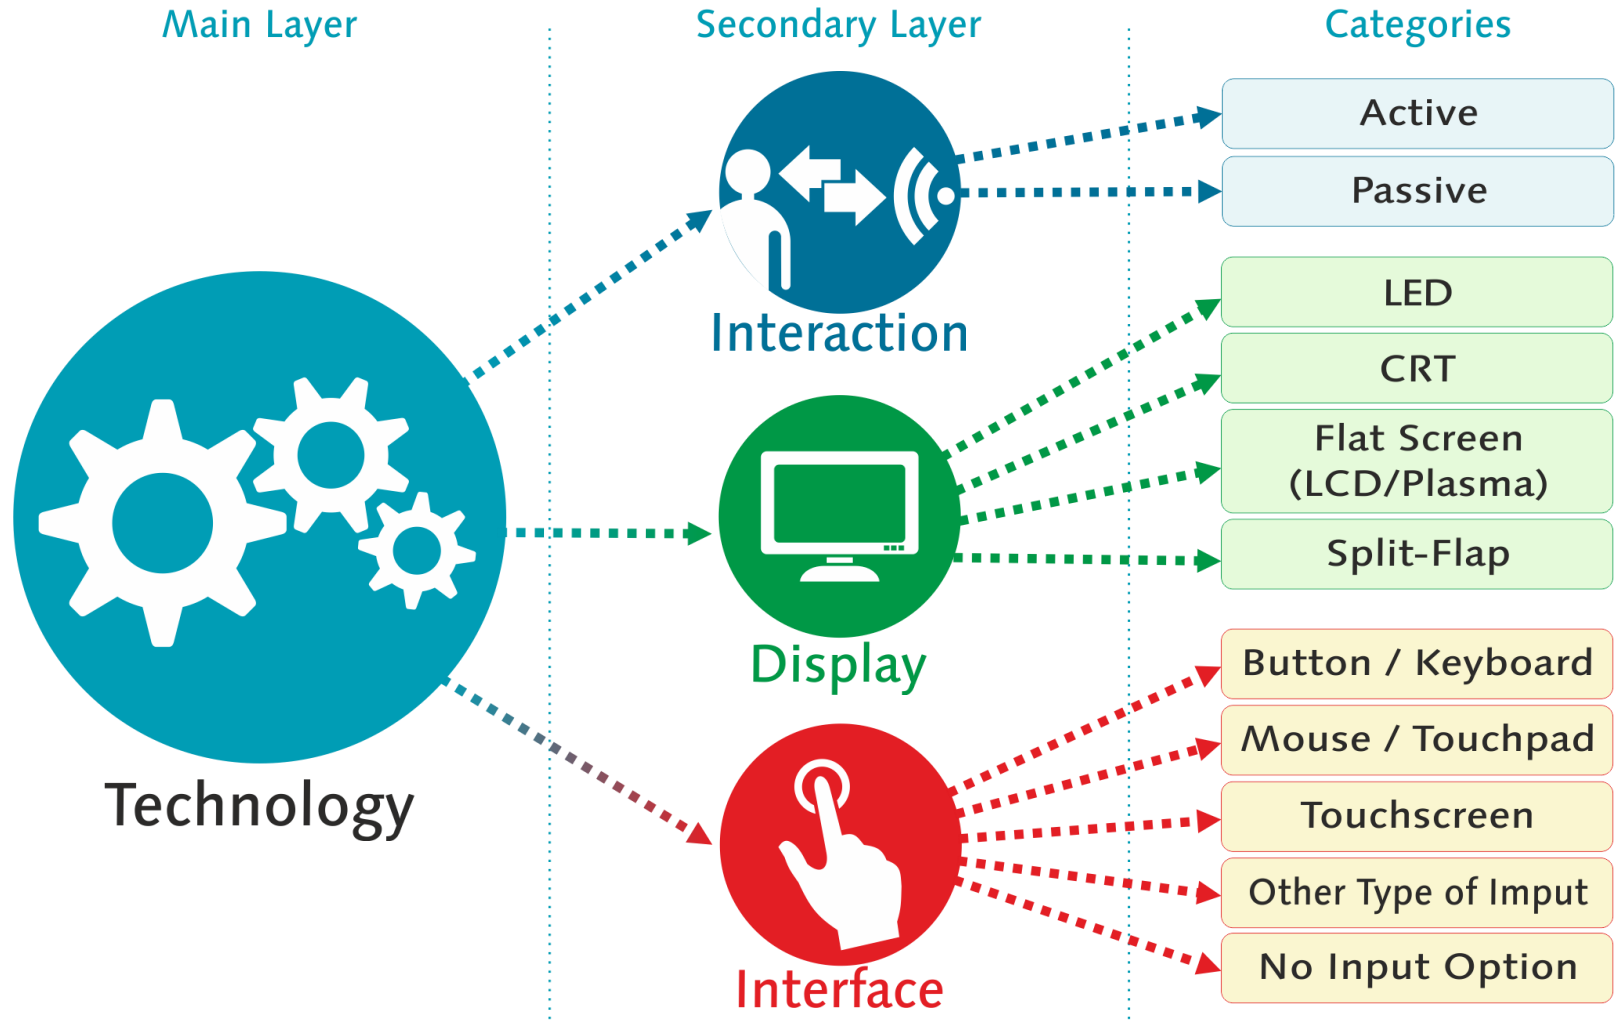 Main Layer
Secondary Layer
Categories
Technology
Interaction
Active
Passive
Display
LED
CRT
Flat Screen
(LCD/Plasma)
Split-Flap
Interface
Button / Keyboard
Mouse / Touchpad
Touchscreen
Other Type of Imput
No Input Option